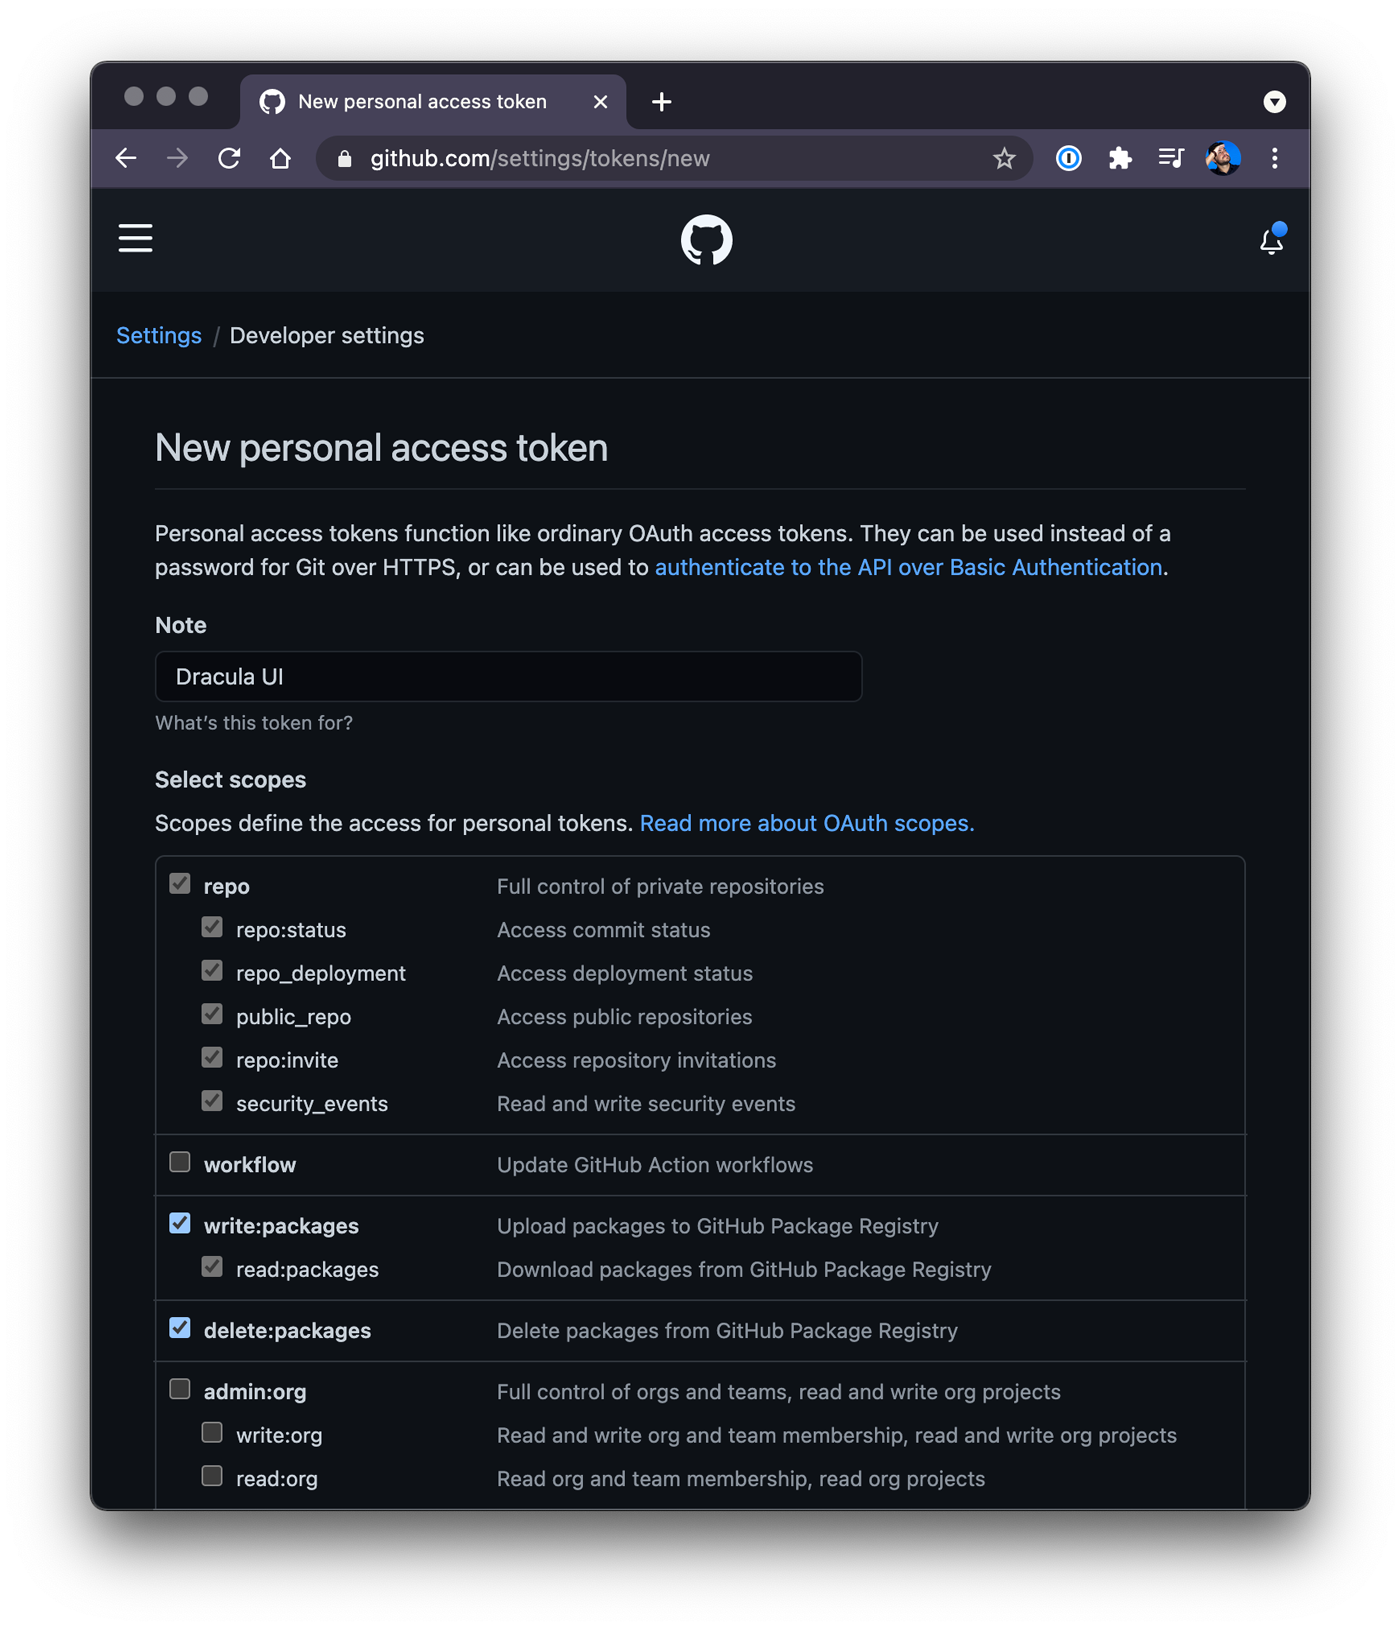 New personal access token
github.com/settings/tokens/new
Settings / Developer settings
New personal access token
Personal access tokens function like ordinary OAuth access tokens. They can be used instead of a
password for Git over HTTPS, or can be used to authenticate to the API over Basic Authentication.
Note
Dracula UI
What's this token for?
Select scopes
Scopes define the access for personal tokens. Read more about OAuth scopes.
repo Full control of private repositories
repo:status Access commit status
repo_deployment Access deployment status
public_repo Access public repositories
repo:invite Access repository invitations
security_events Read and write security events
workflow Update GitHub Action workflows
write:packages Upload packages to GitHub Package Registry
read:packages Download packages from GitHub Package Registry
delete:packages Delete packages from GitHub Package Registry
admin:org Full control of orgs and teams, read and write org projects
write:org Read and write org and team membership, read and write org projects
read:org Read org and team membership, read org projects